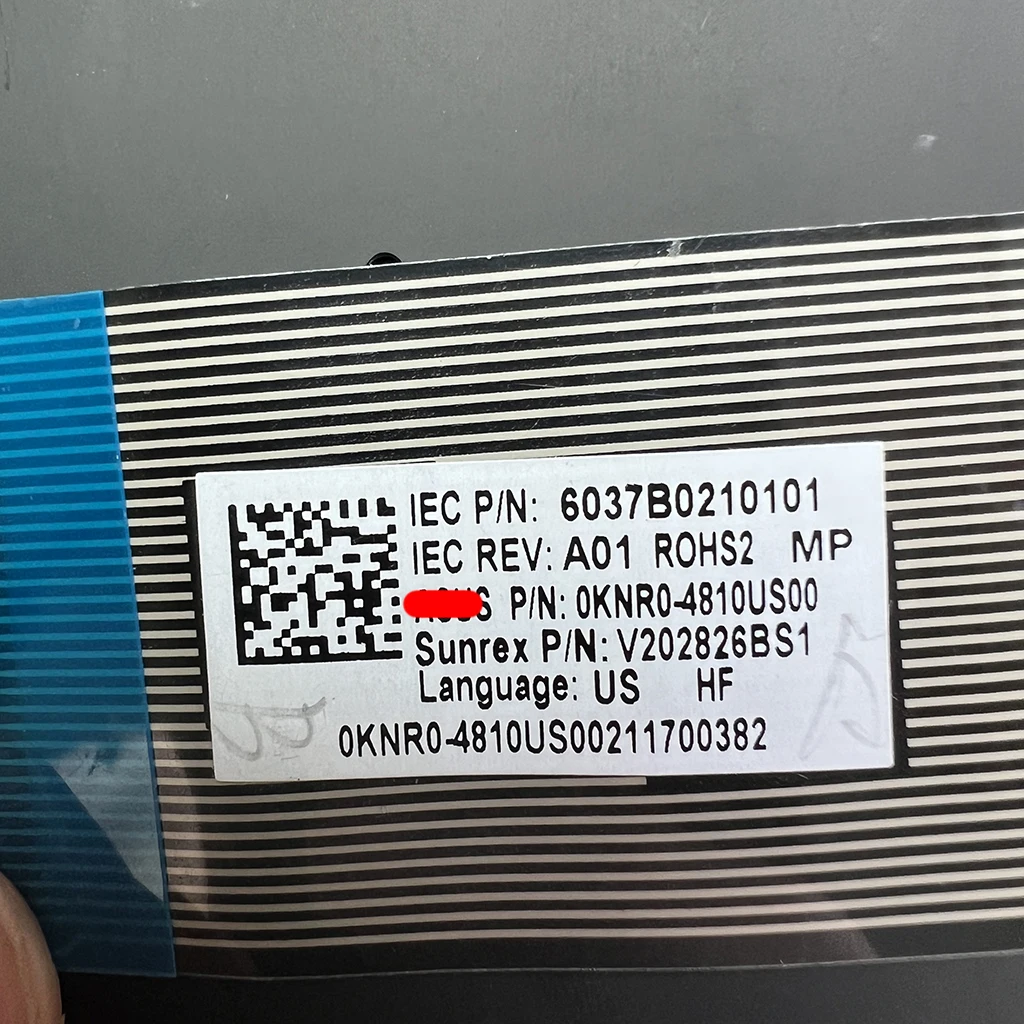 IEC P/N: 6037B0210101
IEC REV: A01 ROHS2 MP
P/N: 0KNR0-4810US00
Sunrex P/N: V202826BS1
Language: US HF
0KNR0-4810US00211700382